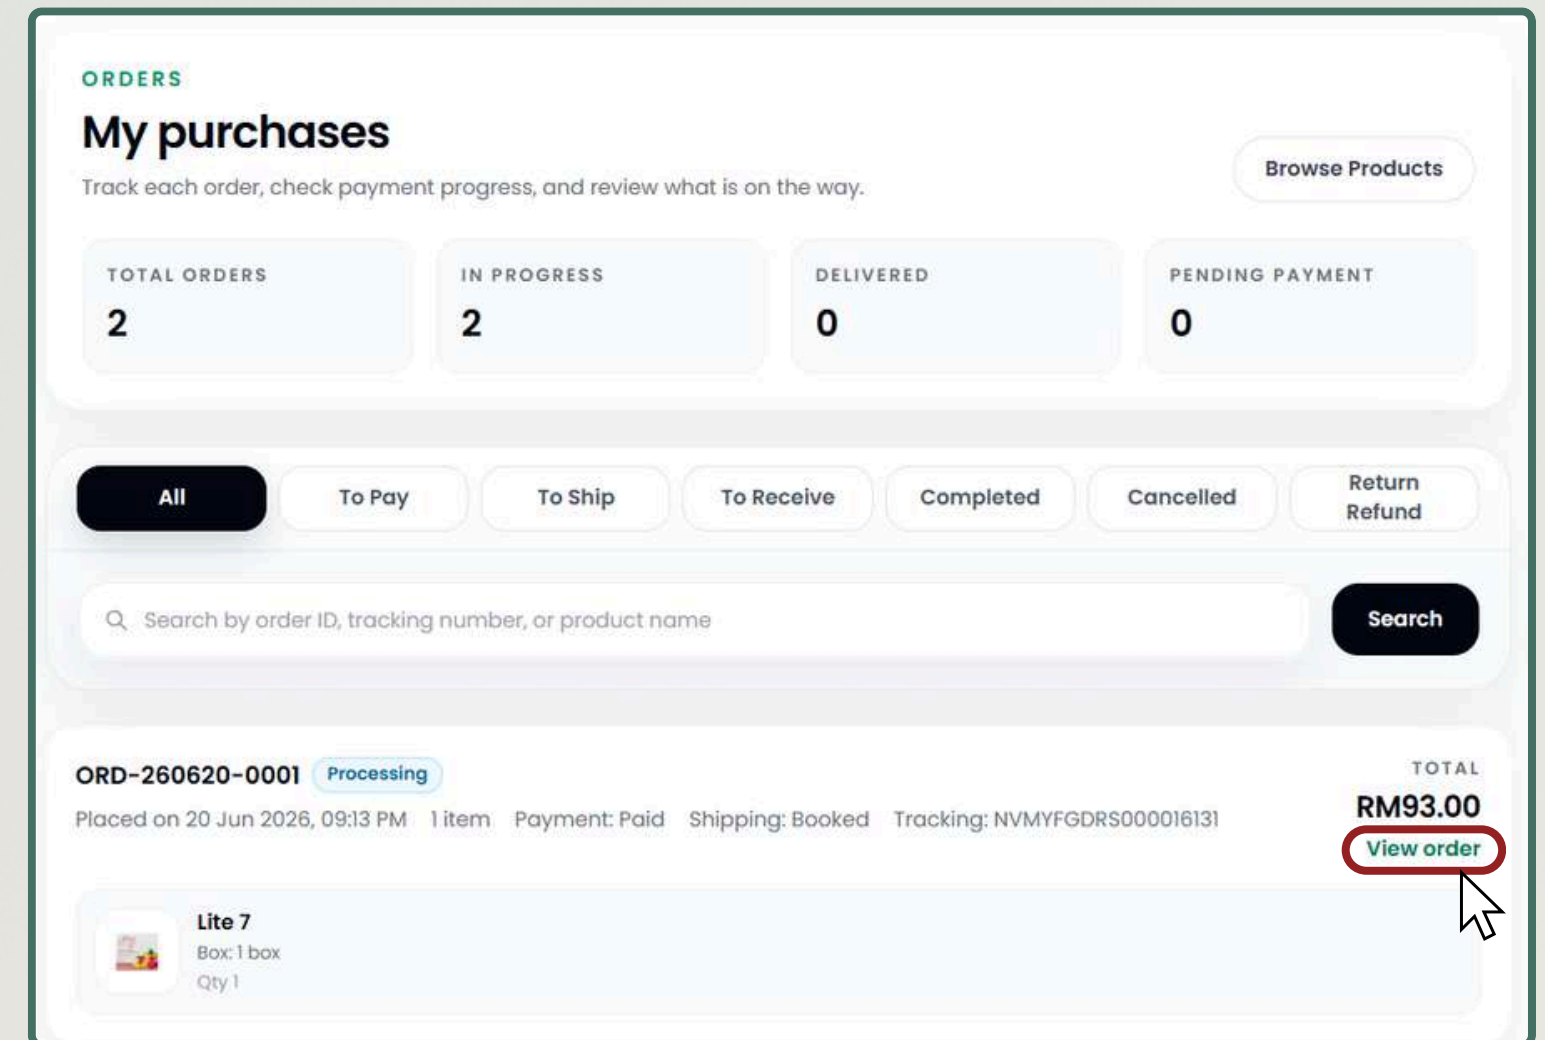 ORDERS
My purchases
Track each order, check payment progress, and review what is on the way.
Browse Products
TOTAL ORDERS
2
IN PROGRESS
2
DELIVERED
0
PENDING PAYMENT
0
All
To Pay
To Ship
To Receive
Completed
Cancelled
Return
Refund
Search by order ID, tracking number, or product name
Search
ORD-260620-0001 Processing
Placed on 20 Jun 2026, 09:13 PM 1 item Payment: Paid Shipping: Booked Tracking: NVMYFGDRS000016131
TOTAL
RM93.00
View order
Lite 7
Box: 1 box
Qty 1